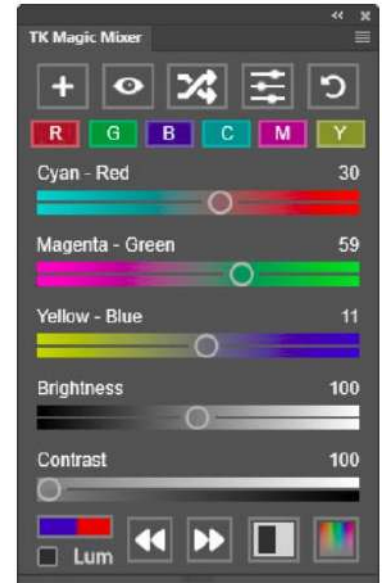 TK Magic Mixer
R G B C M Y
Cyan - Red 30
Magenta - Green 59
Yellow - Blue 11
Brightness 100
Contrast 100
Lum